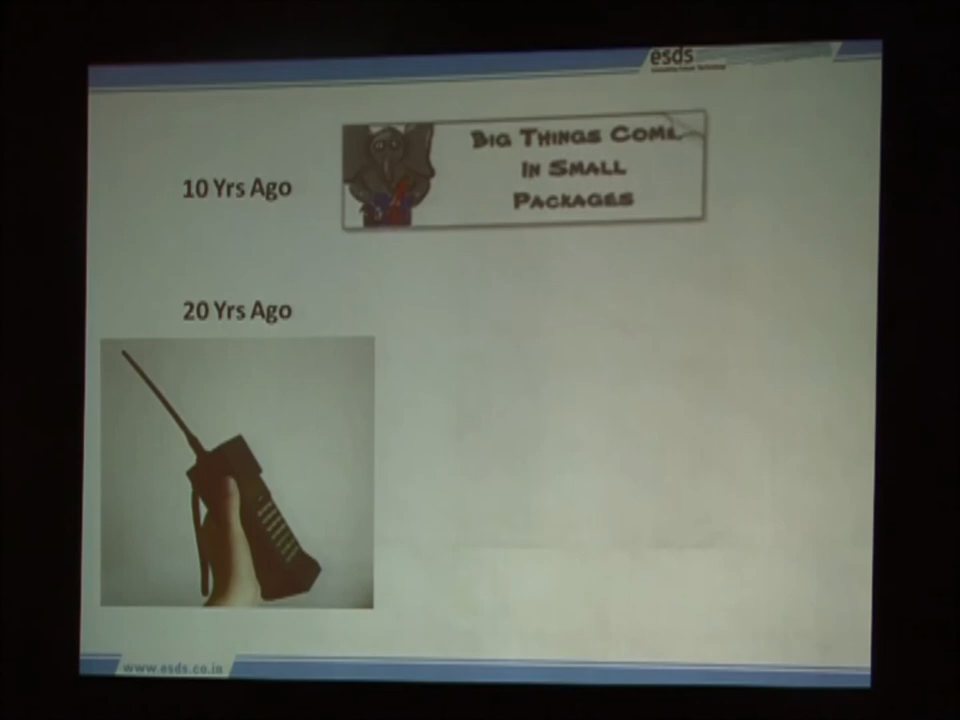 esds
10 Yrs Ago
Big Things Come
In Small
Packages
20 Yrs Ago
www.esds.co.in